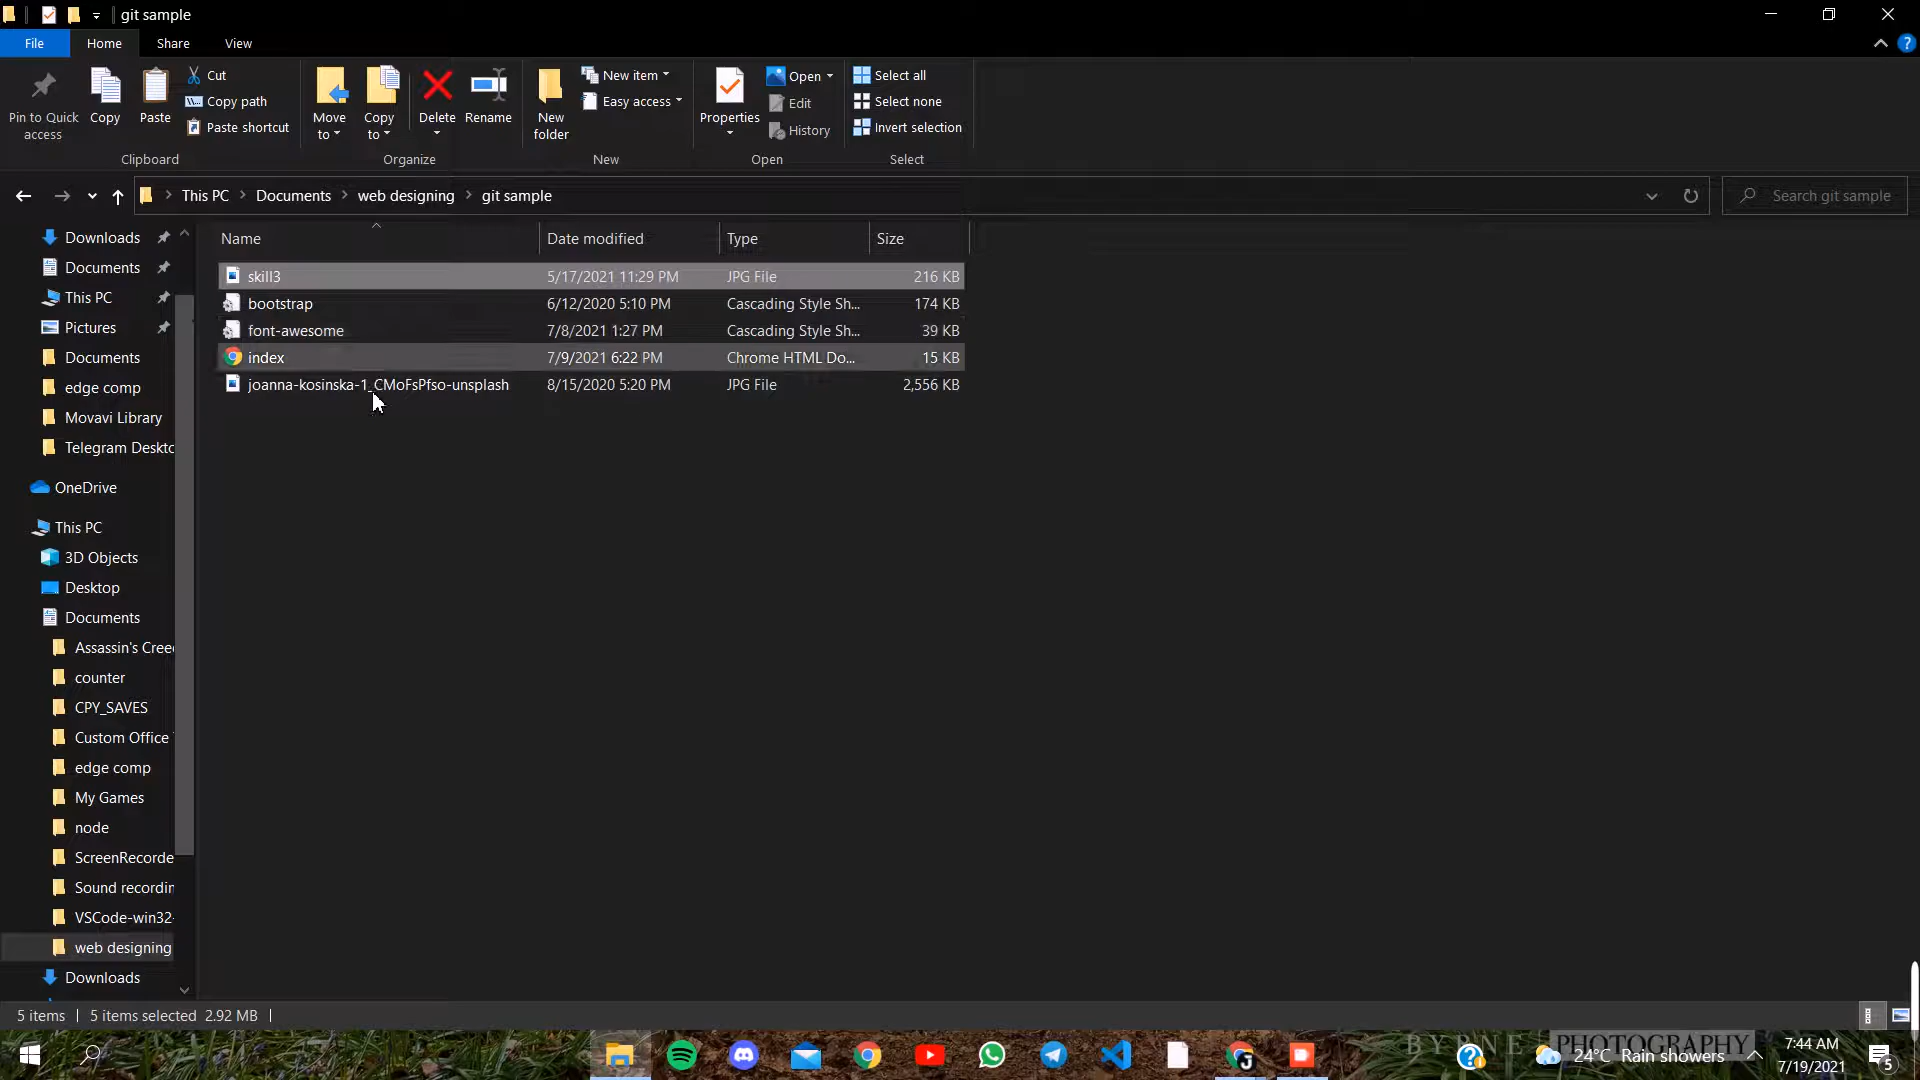 git sample
File Home Share View
Pin to Quick access Copy Paste Cut Copy path Paste shortcut Move to Copy to Delete Rename New folder New item Easy access Properties Open Edit History Select all Select none Invert selection
Clipboard Organize New Open Select
This PC Documents web designing git sample Search git sample
Name Date modified Type Size
skill3 5/17/2021 11:29 PM JPG File 216 KB
bootstrap 6/12/2020 5:10 PM Cascading Style Sh... 174 KB
font-awesome 7/8/2021 1:27 PM Cascading Style Sh... 39 KB
index 7/9/2021 6:22 PM Chrome HTML Do... 15 KB
joanna-kosinska-1_CMoFsPfso-unsplash 8/15/2020 5:20 PM JPG File 2,556 KB
Downloads
Documents
This PC
Pictures
Documents
edge comp
Movavi Library
Telegram Deskto
OneDrive
This PC
3D Objects
Desktop
Documents
Assassin's Cree
counter
CPY_SAVES
Custom Office
edge comp
My Games
node
ScreenRecorde
Sound recordin
VSCode-win32-
web designing
Downloads
5 items 5 items selected 2.92 MB
BYRNE PHOTOGRAPHY
24°C Rain showers
7:44 AM
7/19/2021
5